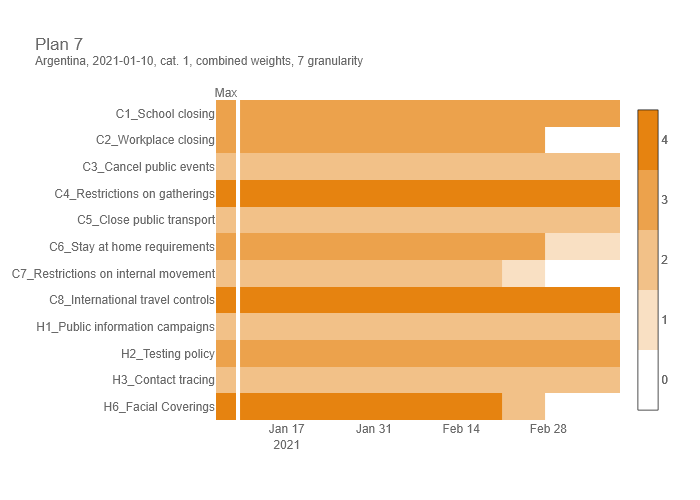 Plan 7
Argentina, 2021-01-10, cat. 1, combined weights, 7 granularity
Max
C1_School closing
C2_Workplace closing
C3_Cancel public events
C4_Restrictions on gatherings
C5_Close public transport
C6_Stay at home requirements
C7_Restrictions on internal movement
C8_International travel controls
H1_Public information campaigns
H2_Testing policy
H3_Contact tracing
H6_Facial Coverings
Jan 17 Jan 31 Feb 14 Feb 28
2021
4
3
2
1
0